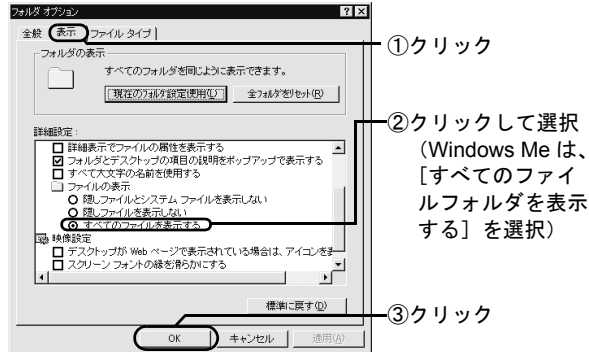 フォルダ オプション
全般 表示 ファイル タイプ
フォルダの表示
すべてのフォルダを同じように表示できます。
現在のフォルダ設定使用(L) 全フォルダをリセット(R)
詳細設定:
詳細表示でファイルの属性を表示する
フォルダとデスクトップの項目の説明をポップアップで表示する
すべて大文字の名前を使用する
ファイルの表示
隠しファイルとシステム ファイルを表示しない
隠しファイルを表示しない
すべてのファイルを表示する
映像設定
デスクトップが Web ページで表示されている場合は、アイコンをま
スクリーン フォントの縁を滑らかにする
標準に戻す(D)
OK キャンセル 適用(A)
①クリック
②クリックして選択
(Windows Me は、
[すべてのファイ
ルフォルダを表示
する]を選択)
③クリック